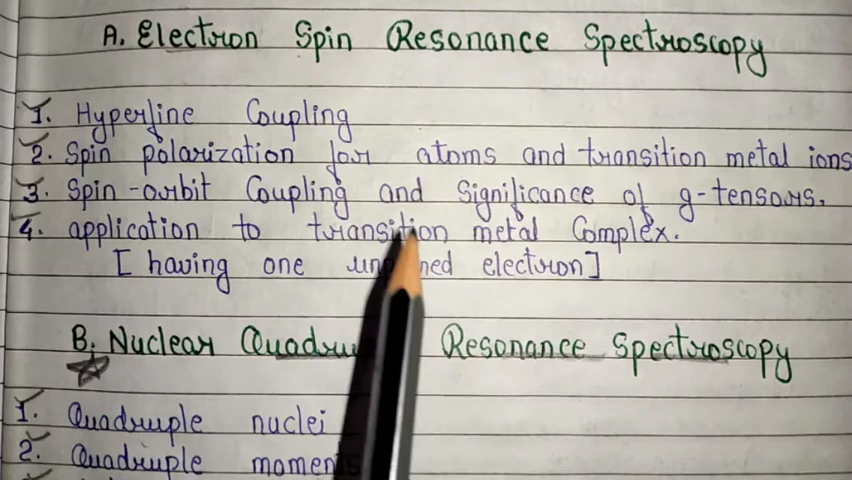 A. Electron Spin Resonance Spectroscopy
1. Hyperfine Coupling
2. Spin polarization for atoms and transition metal ions
3. Spin-orbit Coupling and Significance of g-tensors.
4. application to transition metal Complex.
[having one electron]
B. Nuclear Resonance Spectroscopy
1. Quadruple nuclei
2. Quadruple moments